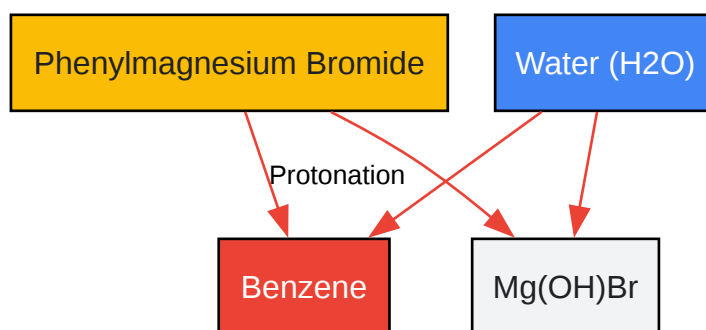 Phenylmagnesium Bromide
Water (H2O)
Protonation
Benzene
Mg(OH)Br